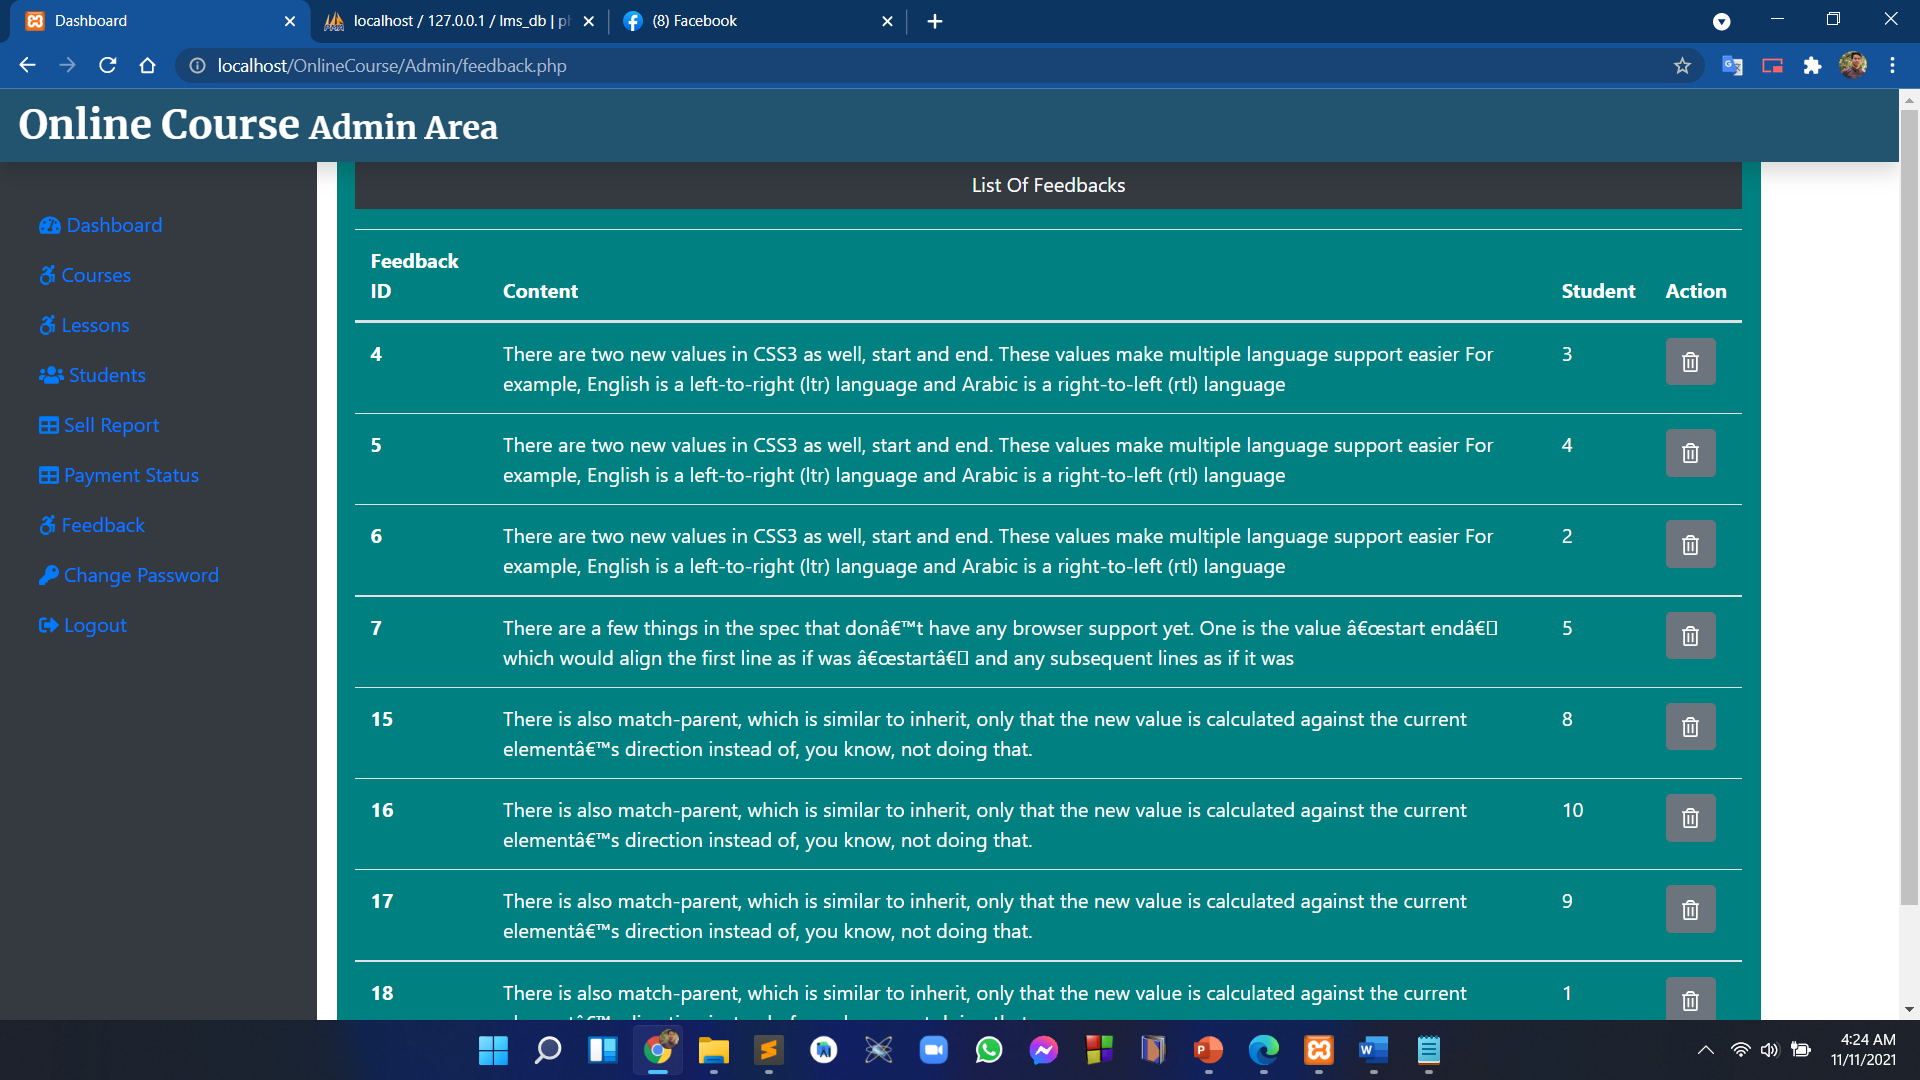 Dashboard
localhost / 127.0.0.1 / lms_db | ph
(8) Facebook
localhost/OnlineCourse/Admin/feedback.php
Online Course Admin Area
Dashboard
Courses
Lessons
Students
Sell Report
Payment Status
Feedback
Change Password
Logout
List Of Feedbacks
Feedback
ID Content Student Action
4 There are two new values in CSS3 as well, start and end. These values make multiple language support easier For 3
example, English is a left-to-right (ltr) language and Arabic is a right-to-left (rtl) language
5 There are two new values in CSS3 as well, start and end. These values make multiple language support easier For 4
example, English is a left-to-right (ltr) language and Arabic is a right-to-left (rtl) language
6 There are two new values in CSS3 as well, start and end. These values make multiple language support easier For 2
example, English is a left-to-right (ltr) language and Arabic is a right-to-left (rtl) language
7 There are a few things in the spec that donâ€™t have any browser support yet. One is the value â€œstart endâ€▯ 5
which would align the first line as if was â€œstartâ€▯ and any subsequent lines as if it was
15 There is also match-parent, which is similar to inherit, only that the new value is calculated against the current 8
elementâ€™s direction instead of, you know, not doing that.
16 There is also match-parent, which is similar to inherit, only that the new value is calculated against the current 10
elementâ€™s direction instead of, you know, not doing that.
17 There is also match-parent, which is similar to inherit, only that the new value is calculated against the current 9
elementâ€™s direction instead of, you know, not doing that.
18 There is also match-parent, which is similar to inherit, only that the new value is calculated against the current 1
4:24 AM
11/11/2021